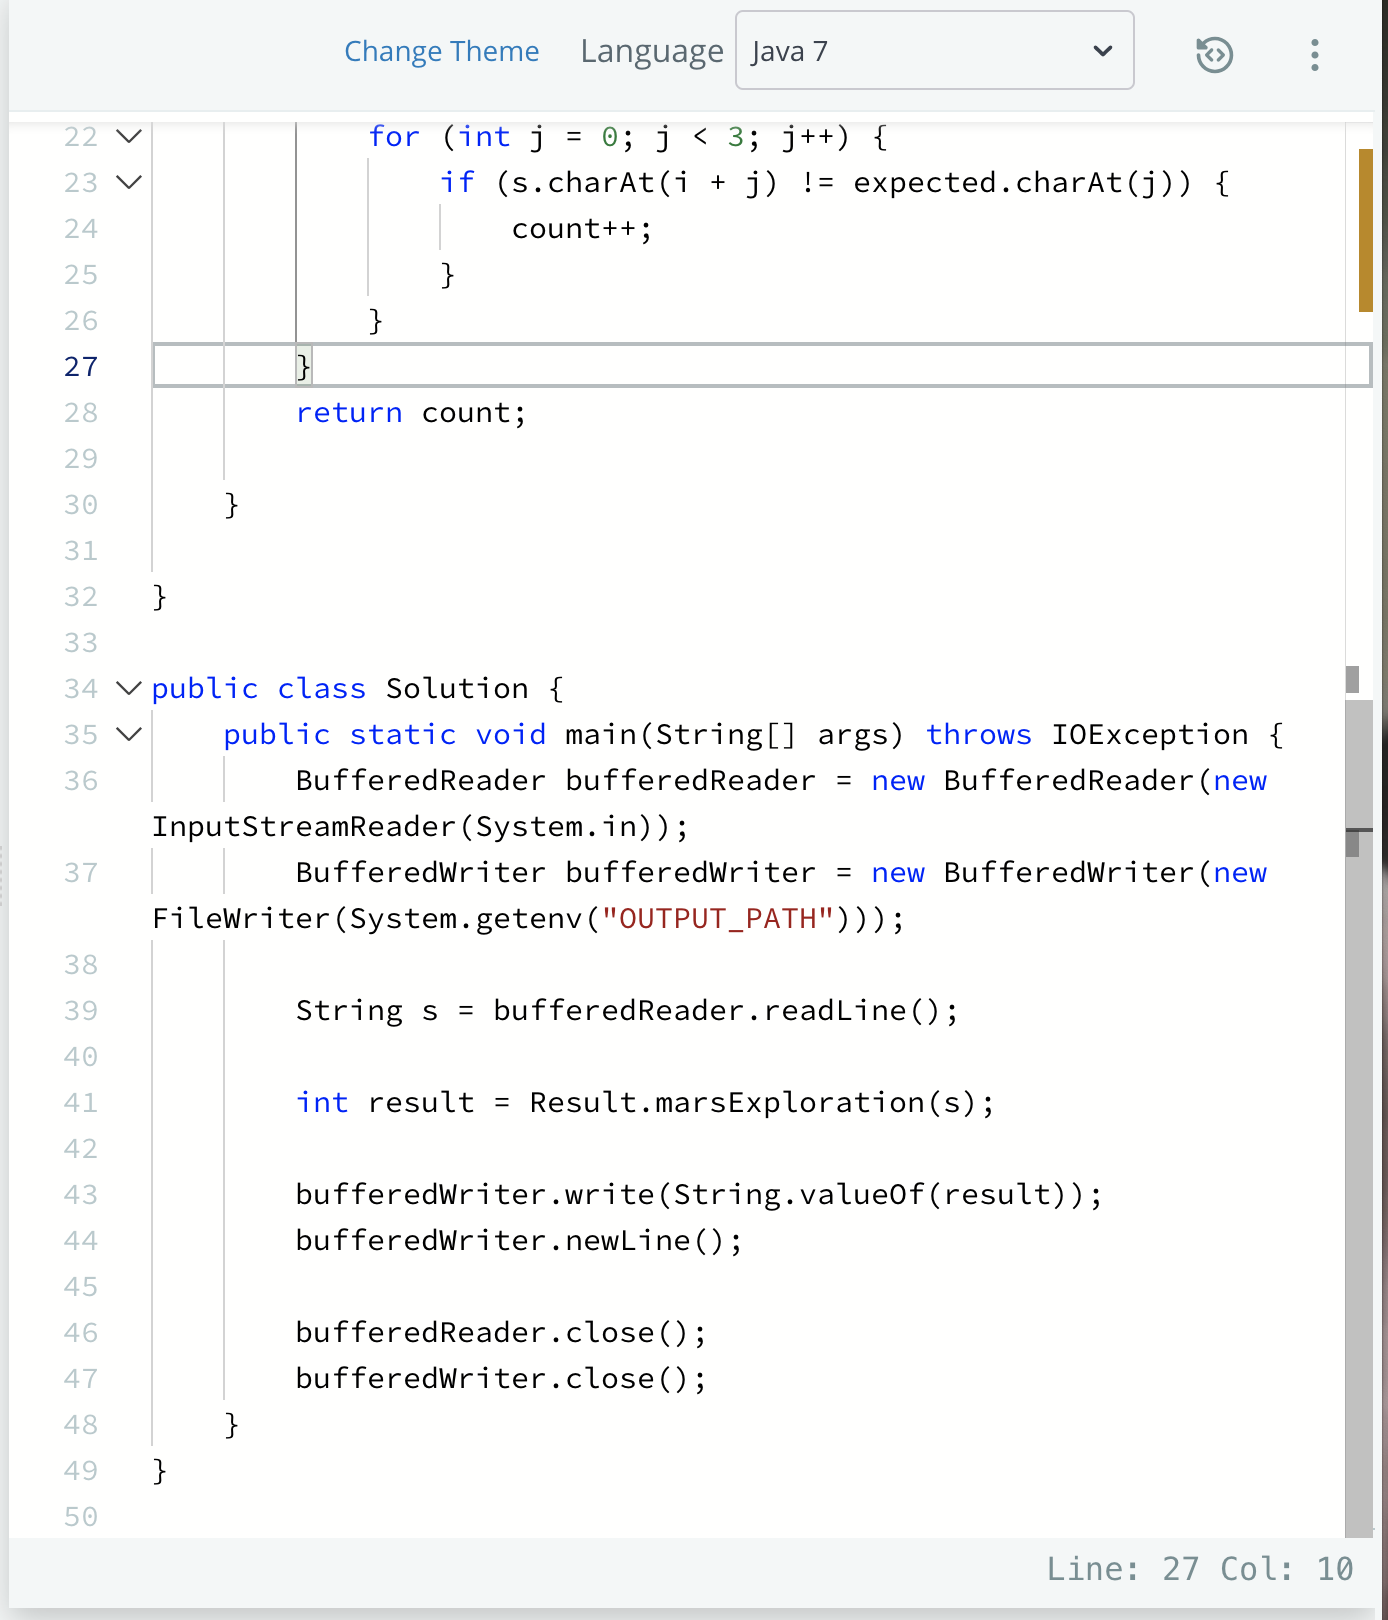 Change Theme Language Java 7
22 for (int j = 0; j < 3; j++) {
23 if (s.charAt(i + j) != expected.charAt(j)) {
24 count++;
25 }
26 }
27 }
28 return count;
29
30 }
31
32 }
33
34 public class Solution {
35 public static void main(String[] args) throws IOException {
36 BufferedReader bufferedReader = new BufferedReader(new
InputStreamReader(System.in));
37 BufferedWriter bufferedWriter = new BufferedWriter(new
FileWriter(System.getenv("OUTPUT_PATH")));
38
39 String s = bufferedReader.readLine();
40
41 int result = Result.marsExploration(s);
42
43 bufferedWriter.write(String.valueOf(result));
44 bufferedWriter.newLine();
45
46 bufferedReader.close();
47 bufferedWriter.close();
48 }
49 }
50
Line: 27 Col: 10